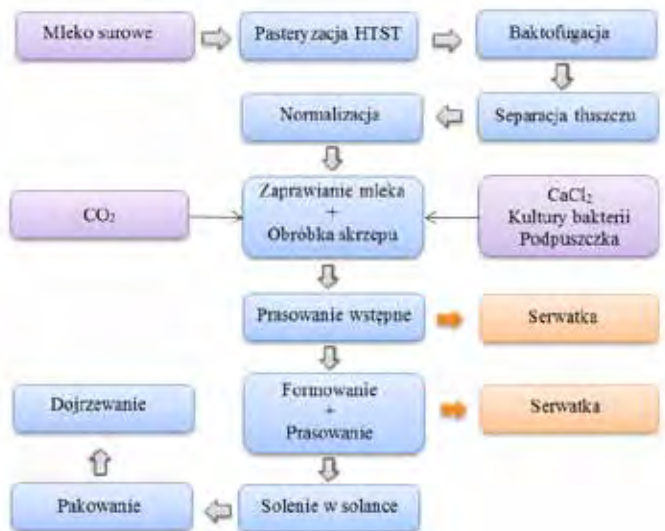 Mleko surowe
Pasteryzacja HTST
Baktofugacja
Normalizacja
Separacja tłuszczu
CO₂
Zaprawianie mleka
+
Obróbka skrzepu
CaCl₂
Kultury bakterii
Podpuszczka
Prasowanie wstępne
Serwatka
Dojrzewanie
Formowanie
+
Prasowanie
Serwatka
Pakowanie
Solenie w solance